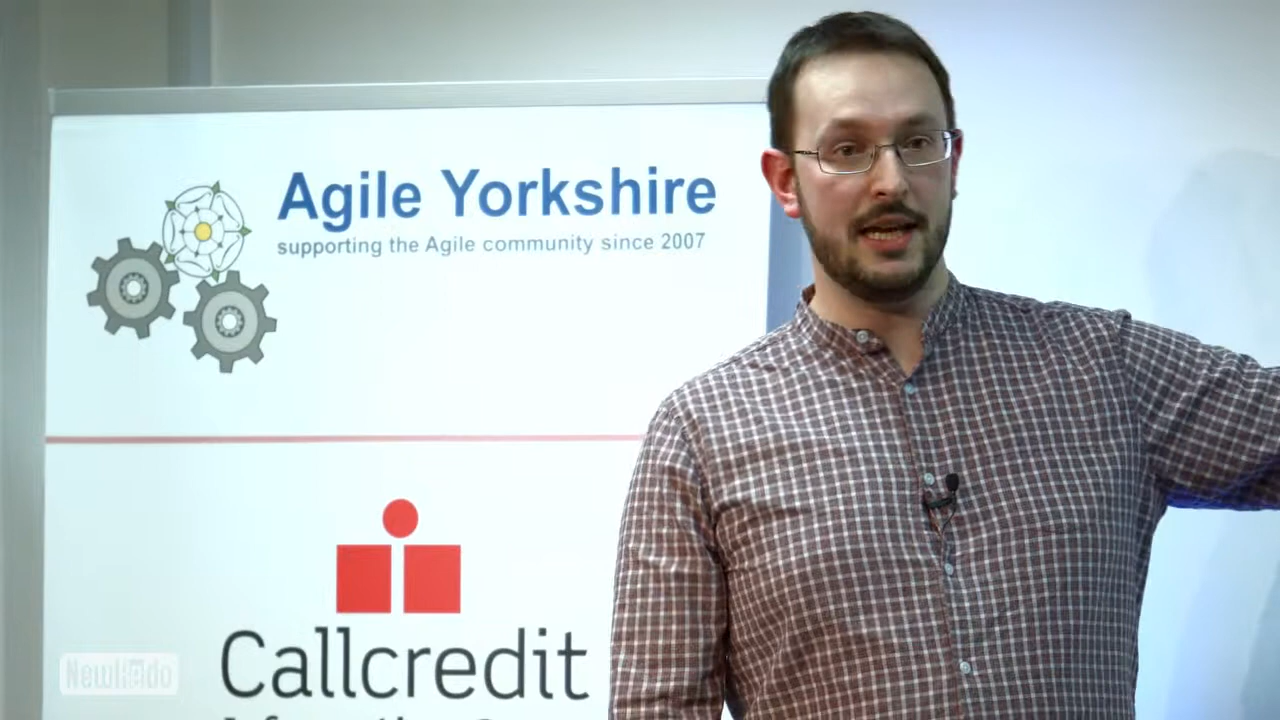 Agile Yorkshire
supporting the Agile community since 2007
Callcredit